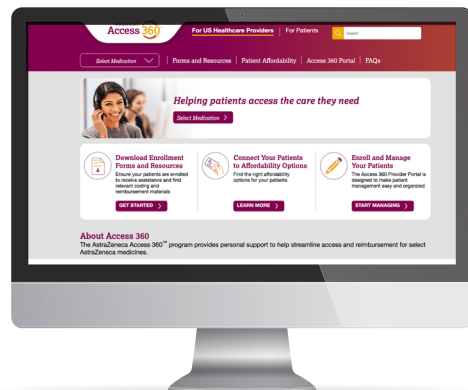 Access 360
For US Healthcare Providers | For Patients
Search
Select Medication | Forms and Resources | Patient Affordability | Access 360 Portal | FAQs
Helping patients access the care they need
Select Medication
Download Enrollment
Forms and Resources
Ensure your patients are enrolled
to receive assistance and find
relevant coding and
reimbursement materials
GET STARTED
Connect Your Patients
to Affordability Options
Find the right affordability
options for your patients
LEARN MORE
Enroll and Manage
Your Patients
The Access 360 Provider Portal is
designed to make patient
management easy and organized
START MANAGING
About Access 360
The AstraZeneca Access 360™ program provides personal support to help streamline access and reimbursement for select
AstraZeneca medicines.